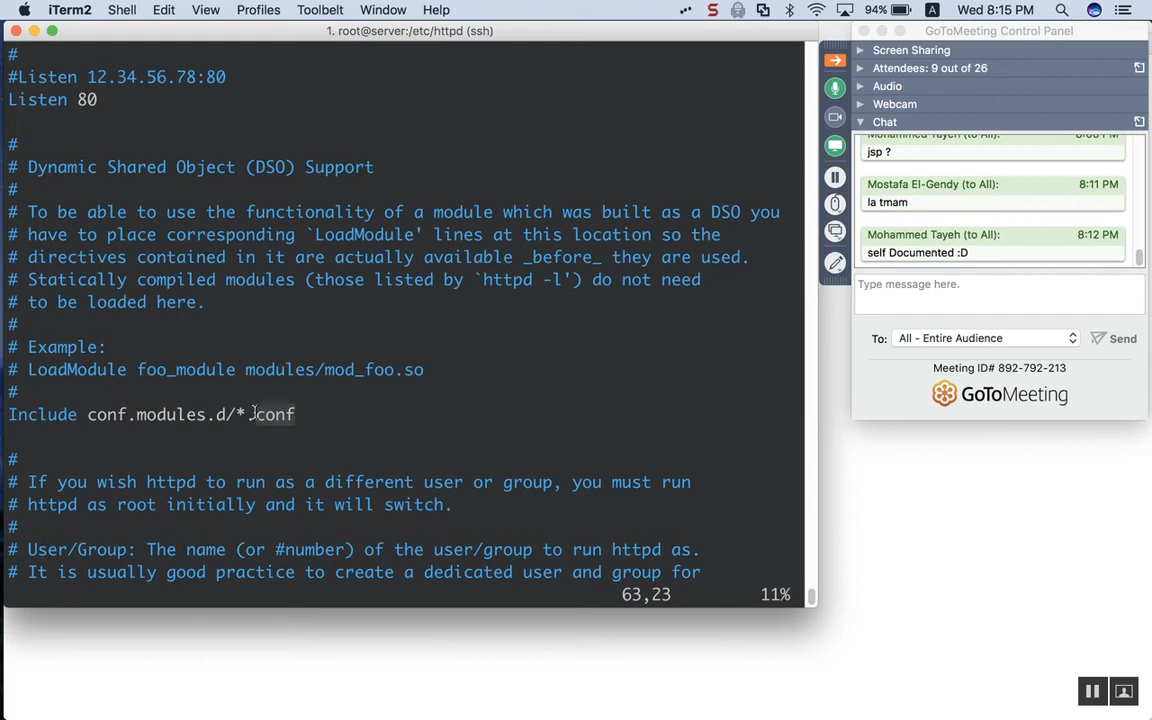 iTerm2 Shell Edit View Profiles Toolbelt Window Help 94% A Wed 8:15 PM
1. root@server:/etc/httpd (ssh)
#
#Listen 12.34.56.78:80
Listen 80
#
# Dynamic Shared Object (DSO) Support
#
# To be able to use the functionality of a module which was built as a DSO you
# have to place corresponding `LoadModule' lines at this location so the
# directives contained in it are actually available _before_ they are used.
# Statically compiled modules (those listed by `httpd -l') do not need
# to be loaded here.
#
# Example:
# LoadModule foo_module modules/mod_foo.so
#
Include conf.modules.d/*.conf
#
# If you wish httpd to run as a different user or group, you must run
# httpd as root initially and it will switch.
#
# User/Group: The name (or #number) of the user/group to run httpd as.
# It is usually good practice to create a dedicated user and group for
63,23 11%
GoToMeeting Control Panel
Screen Sharing
Attendees: 9 out of 26
Audio
Webcam
Chat
Mohammed Tayeh (to All):
jsp ?
Mostafa El-Gendy (to All): 8:11 PM
la tmam
Mohammed Tayeh (to All): 8:12 PM
self Documented :D
Type message here.
To: All - Entire Audience Send
Meeting ID# 892-792-213
GoToMeeting